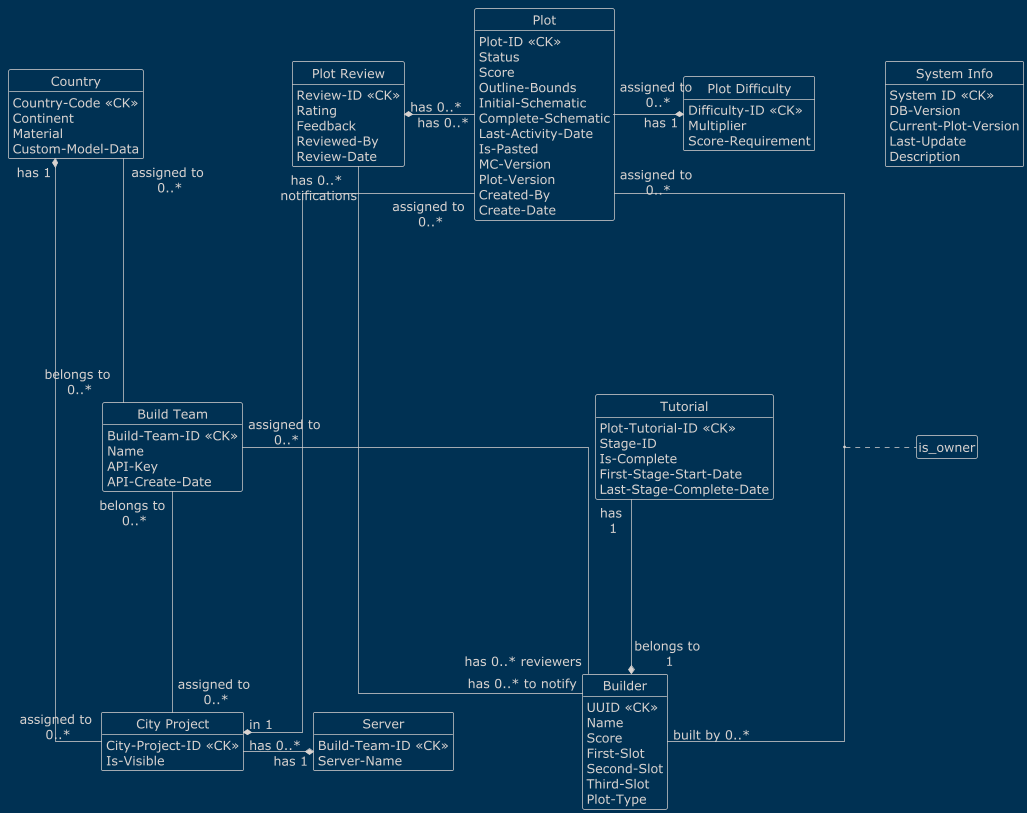 Plot
Plot-ID «CK»
Status
Score
Outline-Bounds
Initial-Schematic
Complete-Schematic
Last-Activity-Date
Is-Pasted
MC-Version
Plot-Version
Created-By
Create-Date
Country
Country-Code «CK»
Continent
Material
Custom-Model-Data
Plot Review
Review-ID «CK»
Rating
Feedback
Reviewed-By
Review-Date
Plot Difficulty
Difficulty-ID «CK»
Multiplier
Score-Requirement
System Info
System ID «CK»
DB-Version
Current-Plot-Version
Last-Update
Description
has 0..*
has 0..*
assigned to
0..*
has 1
has 1
assigned to
0..*
has 0..*
notifications
assigned to
0..*
assigned to
0..*
belongs to
0..*
Build Team
Build-Team-ID «CK»
Name
API-Key
API-Create-Date
assigned to
0..*
Tutorial
Plot-Tutorial-ID «CK»
Stage-ID
Is-Complete
First-Stage-Start-Date
Last-Stage-Complete-Date
is_owner
belongs to
0..*
has
1
belongs to
1
has 0..* reviewers
has 0..* to notify
assigned to
0..*
assigned to
0..*
City Project
City-Project-ID «CK»
Is-Visible
in 1
has 0..*
has 1
Server
Build-Team-ID «CK»
Server-Name
Builder
UUID «CK»
Name
Score
First-Slot
Second-Slot
Third-Slot
Plot-Type
built by 0..*